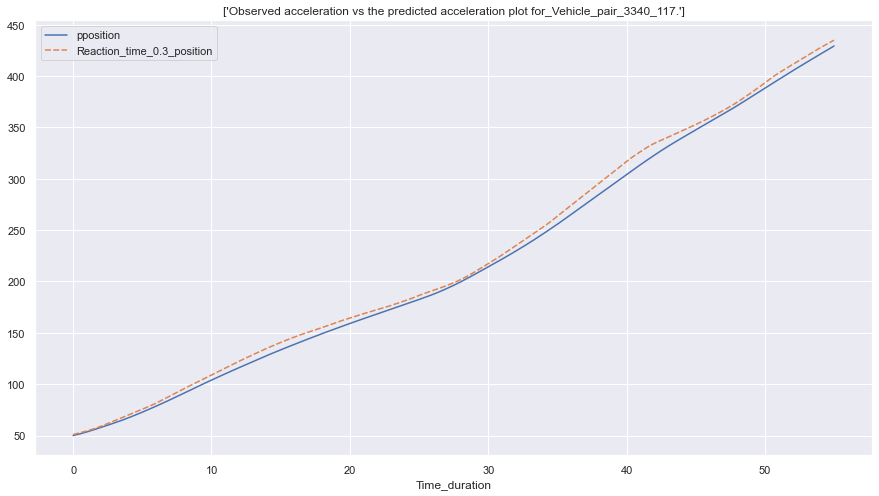 ['Observed acceleration vs the predicted acceleration plot for_Vehicle_pair_3340_117.']
pposition
Reaction_time_0.3_position
450
400
350
300
250
200
150
100
50
0 10 20 30 40 50
Time_duration